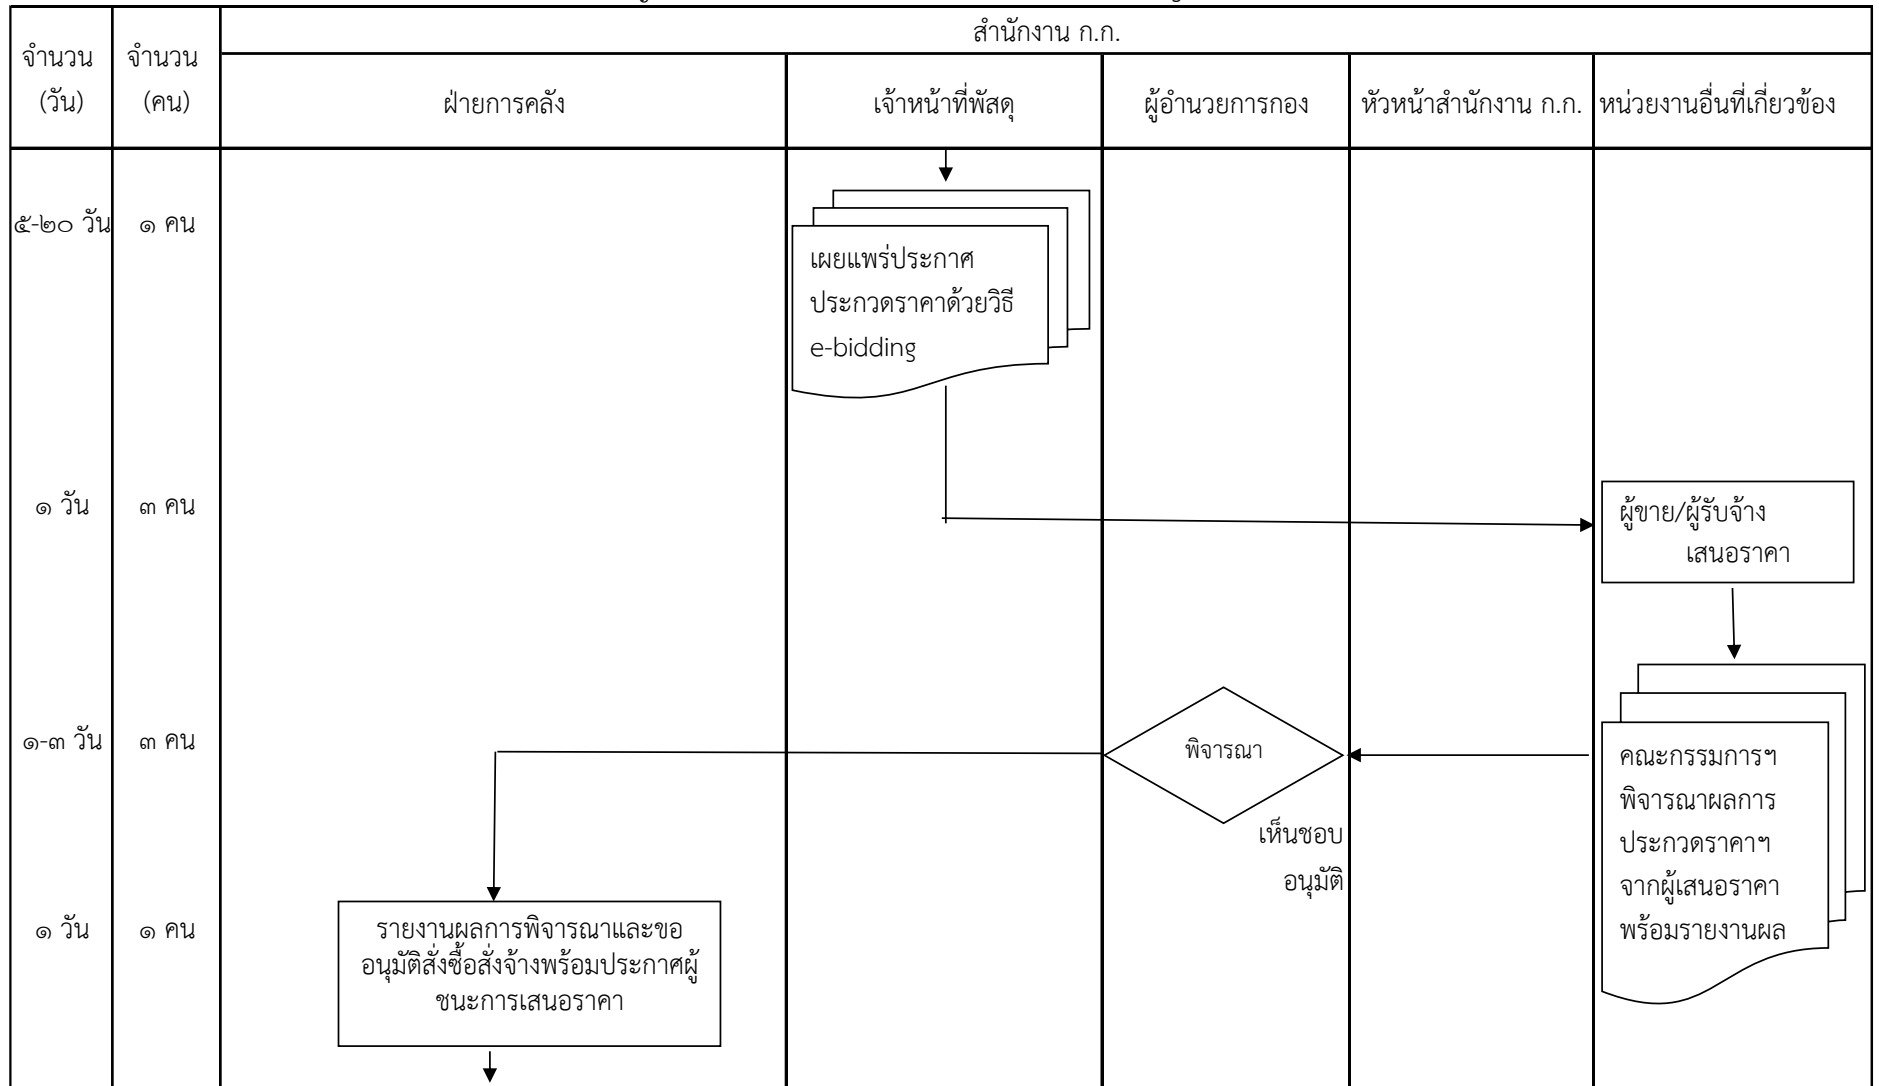 สำนักงาน ก.ก.
จำนวน
(วัน)
จำนวน
(คน)
ฝ่ายการคลัง
เจ้าหน้าที่พัสดุ
ผู้อำนวยการกอง
หัวหน้าสำนักงาน ก.ก.
หน่วยงานอื่นที่เกี่ยวข้อง
๕-๒๐ วัน
๑ คน
เผยแพร่ประกาศ
ประกวดราคาด้วยวิธี
e-bidding
๑ วัน
๓ คน
ผู้ขาย/ผู้รับจ้าง
เสนอราคา
๑-๓ วัน
๓ คน
พิจารณา
เห็นชอบ
อนุมัติ
คณะกรรมการฯ
พิจารณาผลการ
ประกวดราคาฯ
จากผู้เสนอราคา
พร้อมรายงานผล
๑ วัน
๑ คน
รายงานผลการพิจารณาและขอ
อนุมัติสั่งซื้อสั่งจ้างพร้อมประกาศผู้
ชนะการเสนอราคา